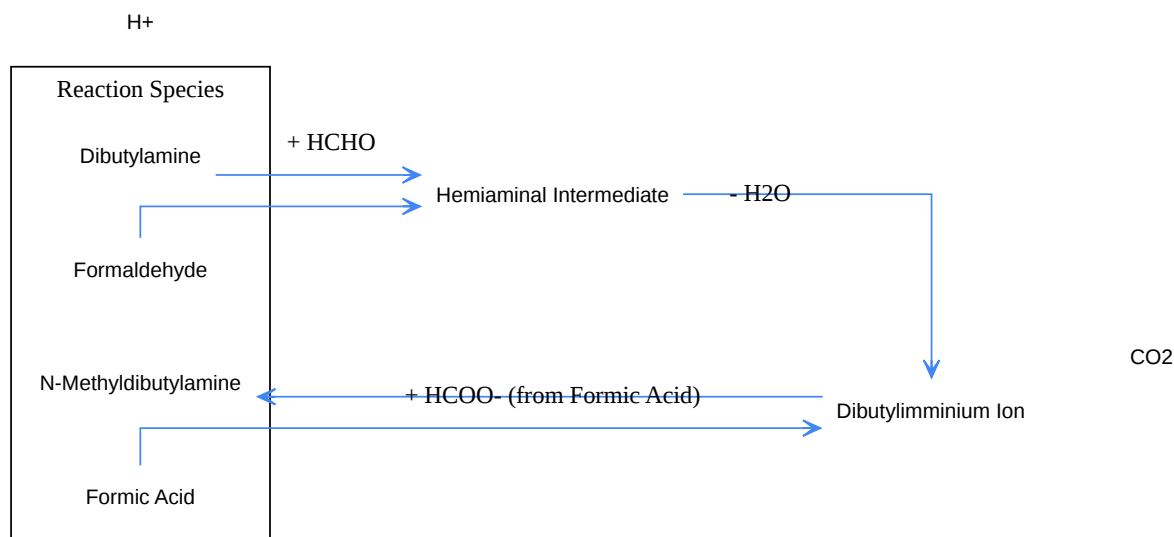 H+
Reaction Species
Dibutylamine
+ HCHO
Hemiaminal Intermediate
- H2O
Formaldehyde
CO2
N-Methyldibutylamine
+ HCOO- (from Formic Acid)
Dibutylimminium Ion
Formic Acid